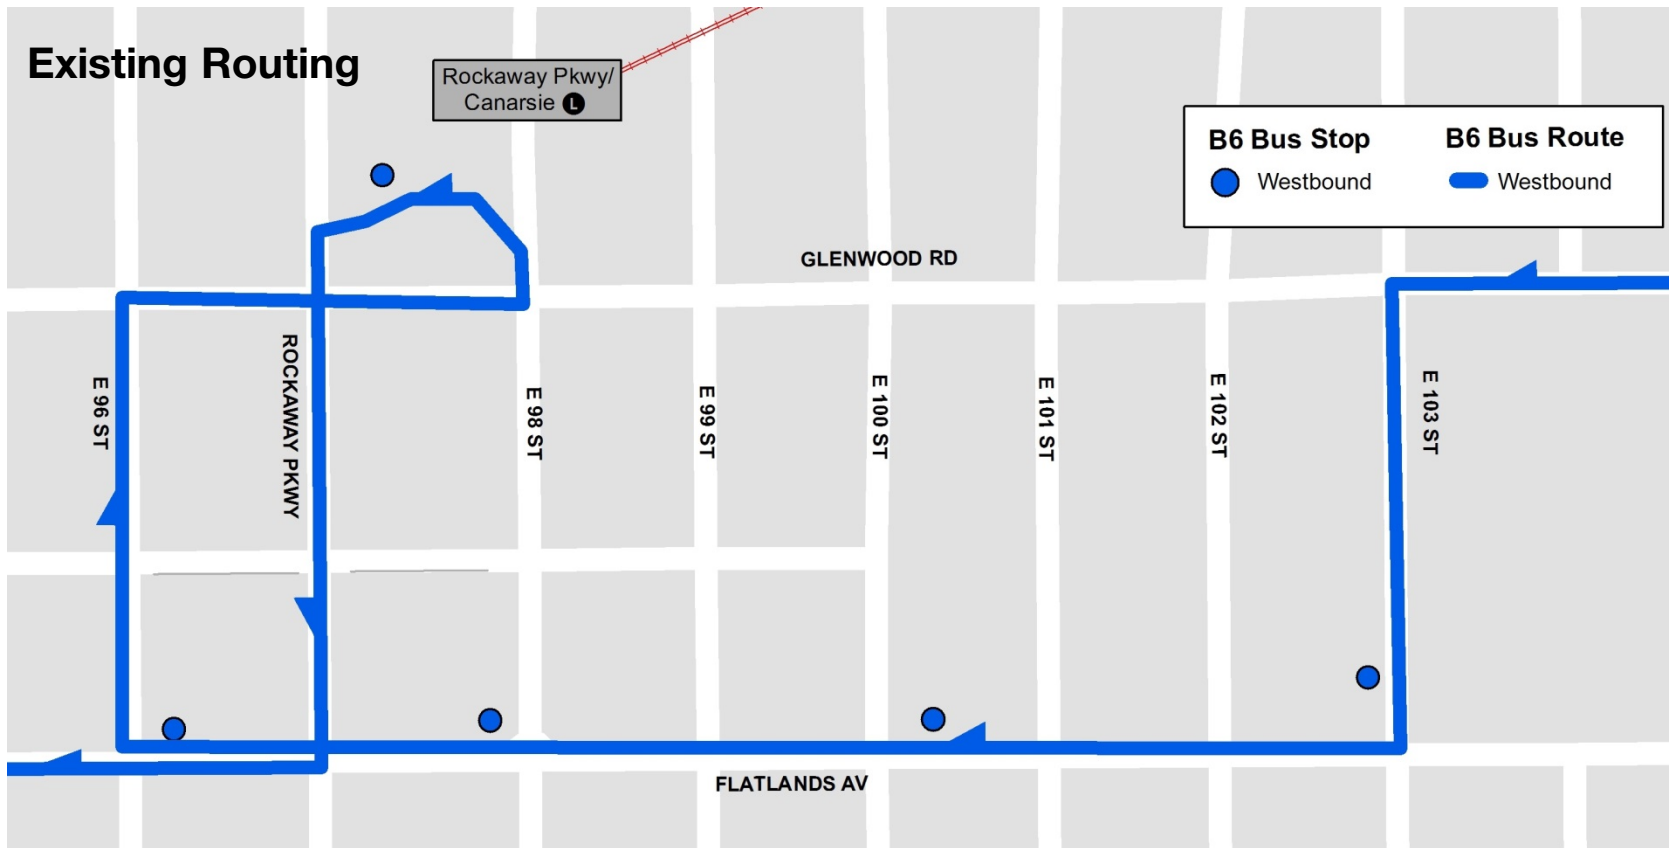 Existing Routing
Rockaway Pkwy/
Canarsie L
B6 Bus Stop
B6 Bus Route
Westbound
Westbound
GLENWOOD RD
E 96 ST
ROCKAWAY PKWY
E 98 ST
E 99 ST
E 100 ST
E 101 ST
E 102 ST
E 103 ST
FLATLANDS AV